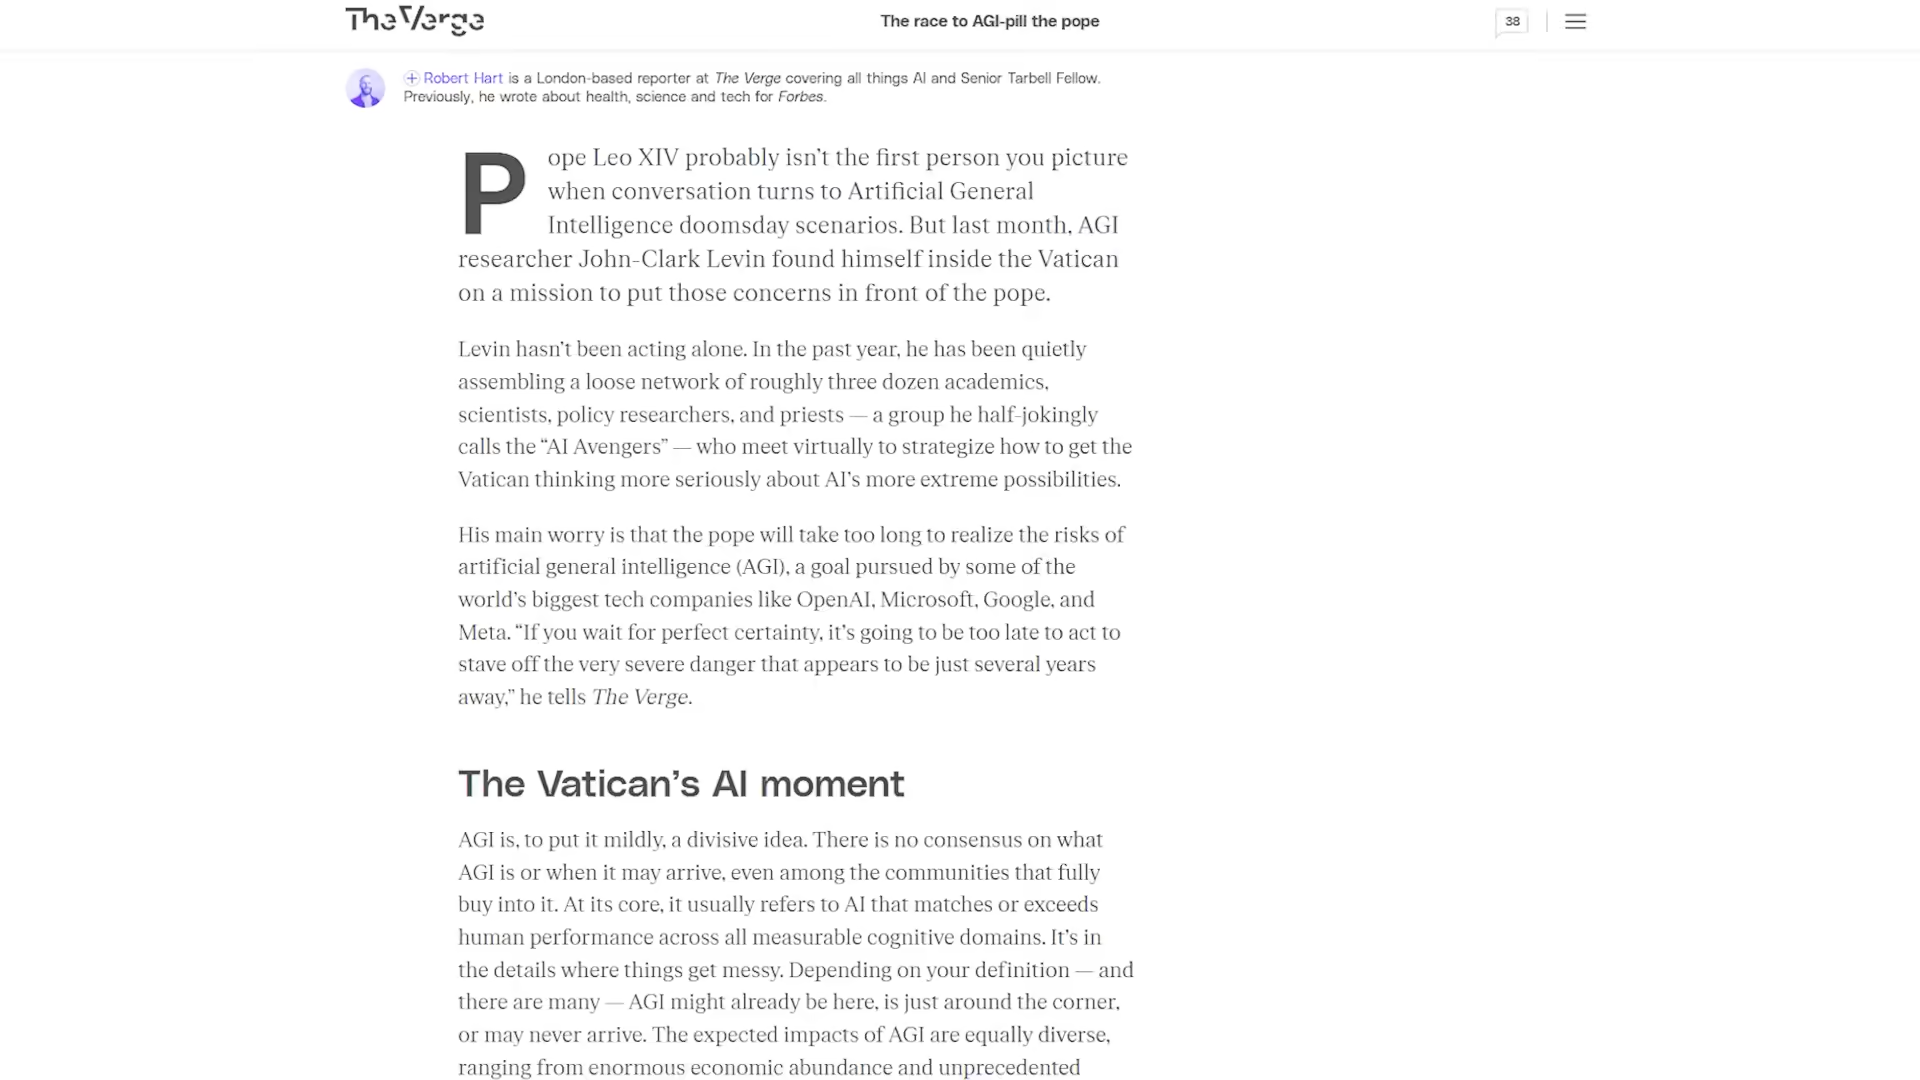 The Verge
The race to AGI-pill the pope
38
Robert Hart is a London-based reporter at The Verge covering all things AI and Senior Tarbell Fellow.
Previously, he wrote about health, science and tech for Forbes.
Pope Leo XIV probably isn’t the first person you picture
when conversation turns to Artificial General
Intelligence doomsday scenarios. But last month, AGI
researcher John-Clark Levin found himself inside the Vatican
on a mission to put those concerns in front of the pope.
Levin hasn’t been acting alone. In the past year, he has been quietly
assembling a loose network of roughly three dozen academics,
scientists, policy researchers, and priests — a group he half-jokingly
calls the “AI Avengers” — who meet virtually to strategize how to get the
Vatican thinking more seriously about AI’s more extreme possibilities.
His main worry is that the pope will take too long to realize the risks of
artificial general intelligence (AGI), a goal pursued by some of the
world’s biggest tech companies like OpenAI, Microsoft, Google, and
Meta. “If you wait for perfect certainty, it’s going to be too late to act to
stave off the very severe danger that appears to be just several years
away,” he tells The Verge.
The Vatican’s AI moment
AGI is, to put it mildly, a divisive idea. There is no consensus on what
AGI is or when it may arrive, even among the communities that fully
buy into it. At its core, it usually refers to AI that matches or exceeds
human performance across all measurable cognitive domains. It’s in
the details where things get messy. Depending on your definition — and
there are many — AGI might already be here, is just around the corner,
or may never arrive. The expected impacts of AGI are equally diverse,
ranging from enormous economic abundance and unprecedented